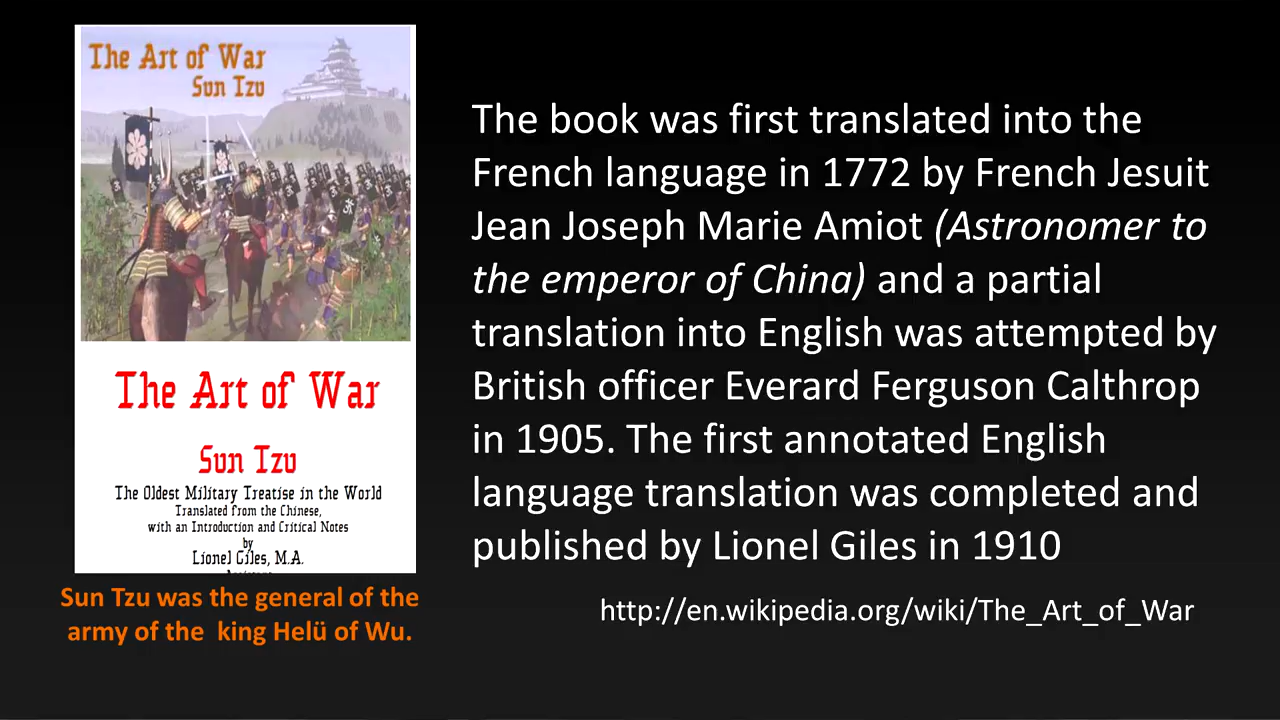 The Art of War
Sun Tzu
The Art of War
Sun Tzu
The Oldest Military Treatise in the World
Translated from the Chinese,
with an Introduction and Critical Notes
by
Lionel Giles, M.A.
Sun Tzu was the general of the
army of the king Helü of Wu.
The book was first translated into the
French language in 1772 by French Jesuit
Jean Joseph Marie Amiot (Astronomer to
the emperor of China) and a partial
translation into English was attempted by
British officer Everard Ferguson Calthrop
in 1905. The first annotated English
language translation was completed and
published by Lionel Giles in 1910
http://en.wikipedia.org/wiki/The_Art_of_War